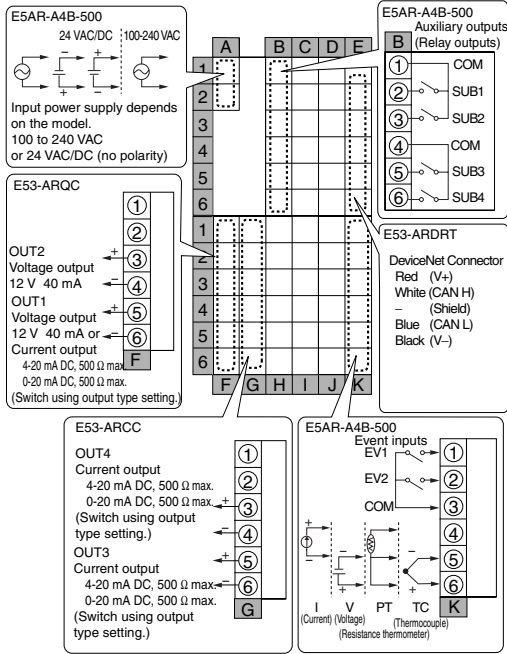 E5AR-A4B-500
24 VAC/DC 100-240 VAC
− +
Input power supply depends
on the model.
100 to 240 VAC
or 24 VAC/DC (no polarity)
A B C D E
1
2
3
4
5
6
1
2
3
4
5
6
F G H I J K
E5AR-A4B-500
Auxiliary outputs
(Relay outputs)
B
1 COM
2 SUB1
3 SUB2
4 COM
5 SUB3
6 SUB4
E53-ARQC
1
2
OUT2 + 3
Voltage output
12 V 40 mA − 4
OUT1
Voltage output + 5
12 V 40 mA or − 6
Current output F
4-20 mA DC, 500 Ω max.
0-20 mA DC, 500 Ω max.
(Switch using output type setting.)
E53-ARDRT
DeviceNet Connector
Red (V+)
White (CAN H)
− (Shield)
Blue (CAN L)
Black (V−)
E53-ARCC
OUT4 1
Current output 2
4-20 mA DC, 500 Ω max.
0-20 mA DC, 500 Ω max. + 3
(Switch using output
type setting.) − 4
OUT3 + 5
Current output
4-20 mA DC, 500 Ω max. − 6
0-20 mA DC, 500 Ω max.
(Switch using output G
type setting.)
E5AR-A4B-500
Event inputs
EV1 1
EV2 2
COM 3
4
5
6
K
+ − + − − +
I V PT TC
(Current) (Voltage) (Thermocouple)
(Resistance thermometer)